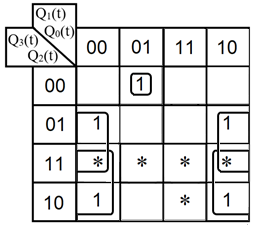 Q1(t)
Q0(t)
Q3(t)
Q2(t)
00 01 11 10
00 1
01 1 1
11 * * * *
10 1 * 1